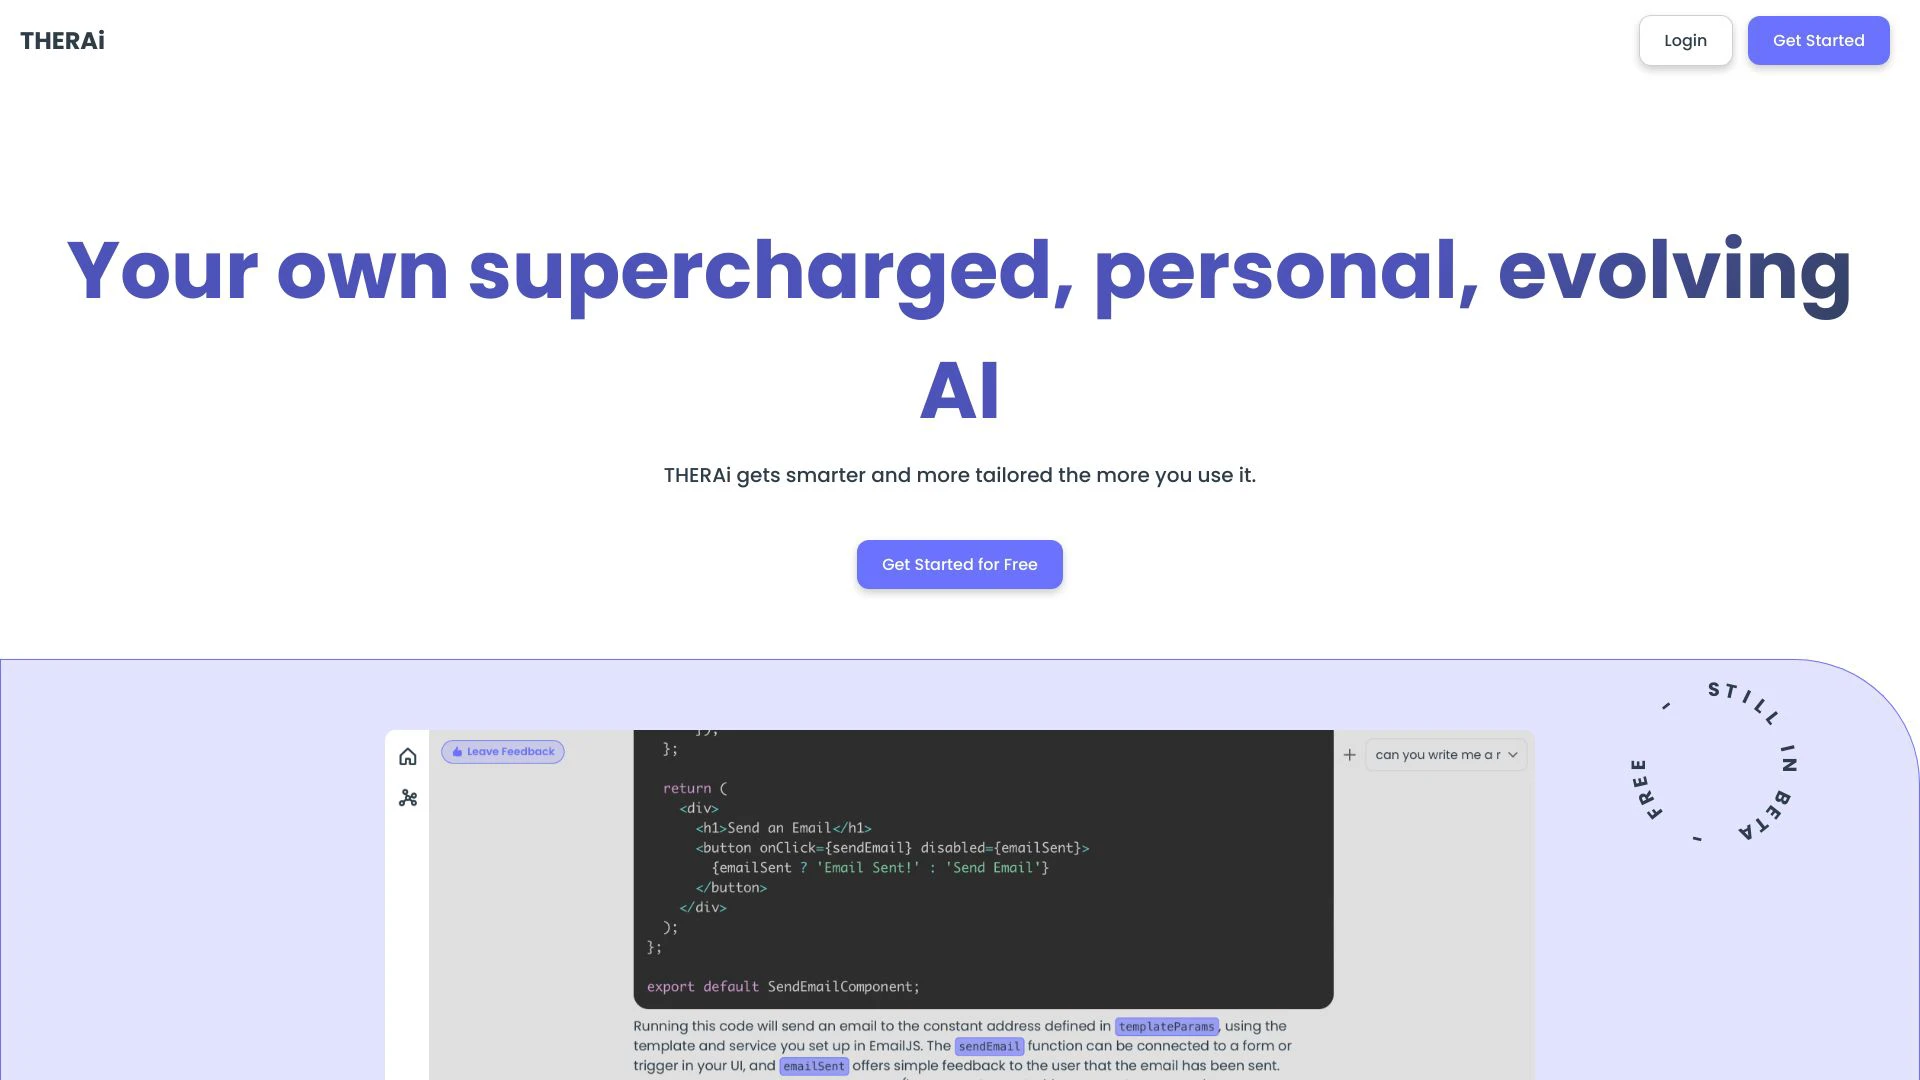 THERAi
Login
Get Started
Your own supercharged, personal, evolving
AI
THERAi gets smarter and more tailored the more you use it.
Get Started for Free
STILL IN BETA - FREE -
Leave Feedback
can you write me a r
};
return (
<div>
<h1>Send an Email</h1>
<button onClick={sendEmail} disabled={emailSent}>
{emailSent ? 'Email Sent!' : 'Send Email'}
</button>
</div>
);
};
export default SendEmailComponent;
Running this code will send an email to the constant address defined in templateParams, using the
template and service you set up in EmailJS. The sendEmail function can be connected to a form or
trigger in your UI, and emailSent offers simple feedback to the user that the email has been sent.